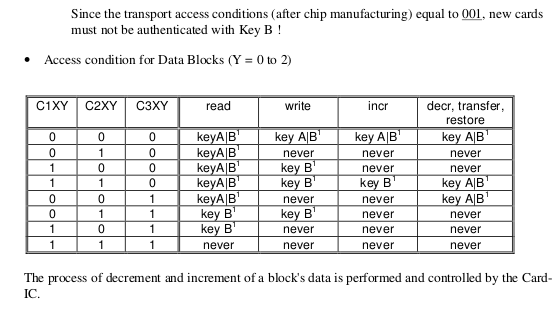 Since the transport access conditions (after chip manufacturing) equal to 001, new cards
must not be authenticated with Key B !
• Access condition for Data Blocks (Y = 0 to 2)
C1XY C2XY C3XY read write incr decr, transfer,
restore
0 0 0 keyA|B¹ key A|B¹ key A|B¹ key A|B¹
0 1 0 keyA|B¹ never never never
1 0 0 keyA|B¹ key B¹ never never
1 1 0 keyA|B¹ key B¹ key B¹ key A|B¹
0 0 1 keyA|B¹ never never key A|B¹
0 1 1 key B¹ key B¹ never never
1 0 1 key B¹ never never never
1 1 1 never never never never
The process of decrement and increment of a block's data is performed and controlled by the Card-
IC.